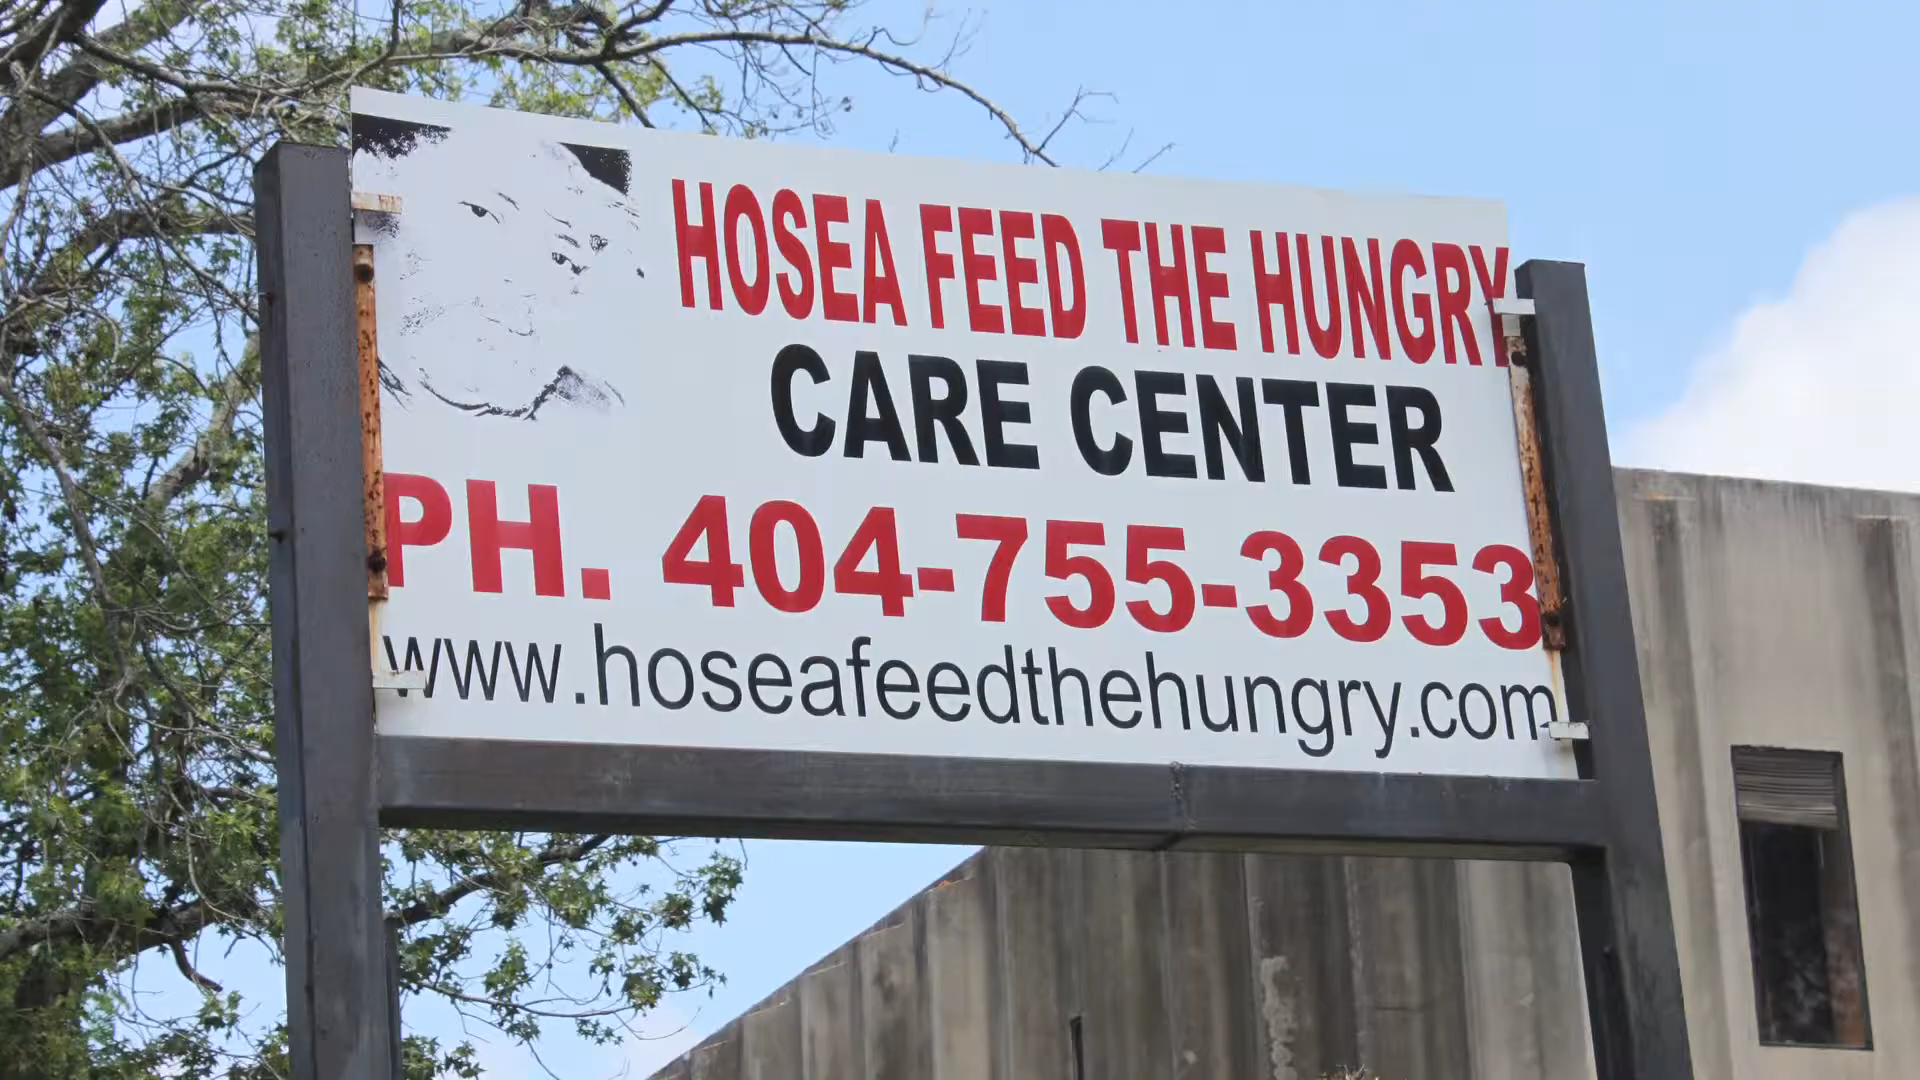 HOSEA FEED THE HUNGRY
CARE CENTER
PH. 404-755-3353
www.hoseafeedthehungry.com